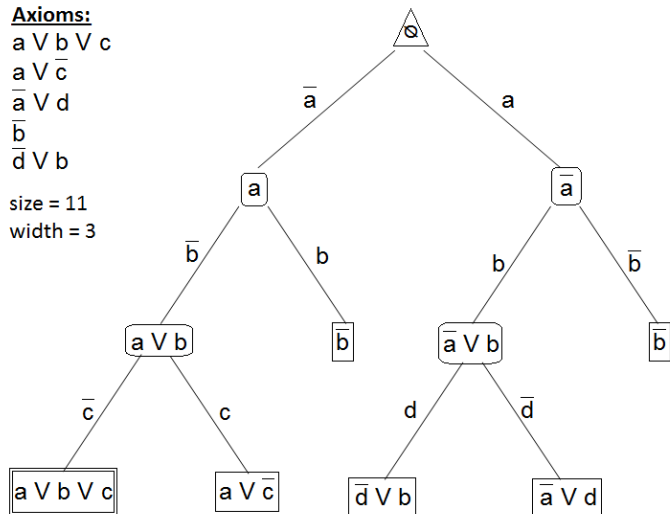 Axioms:
a V b V c
a V c̅
a̅ V d
b̅
d̅ V b
size = 11
width = 3
∅
a̅ a
a a̅
b̅ b b b̅
a V b b̅ a̅ V b b̅
c̅ c d d̅
a V b V c a V c̅ d̅ V b a̅ V d